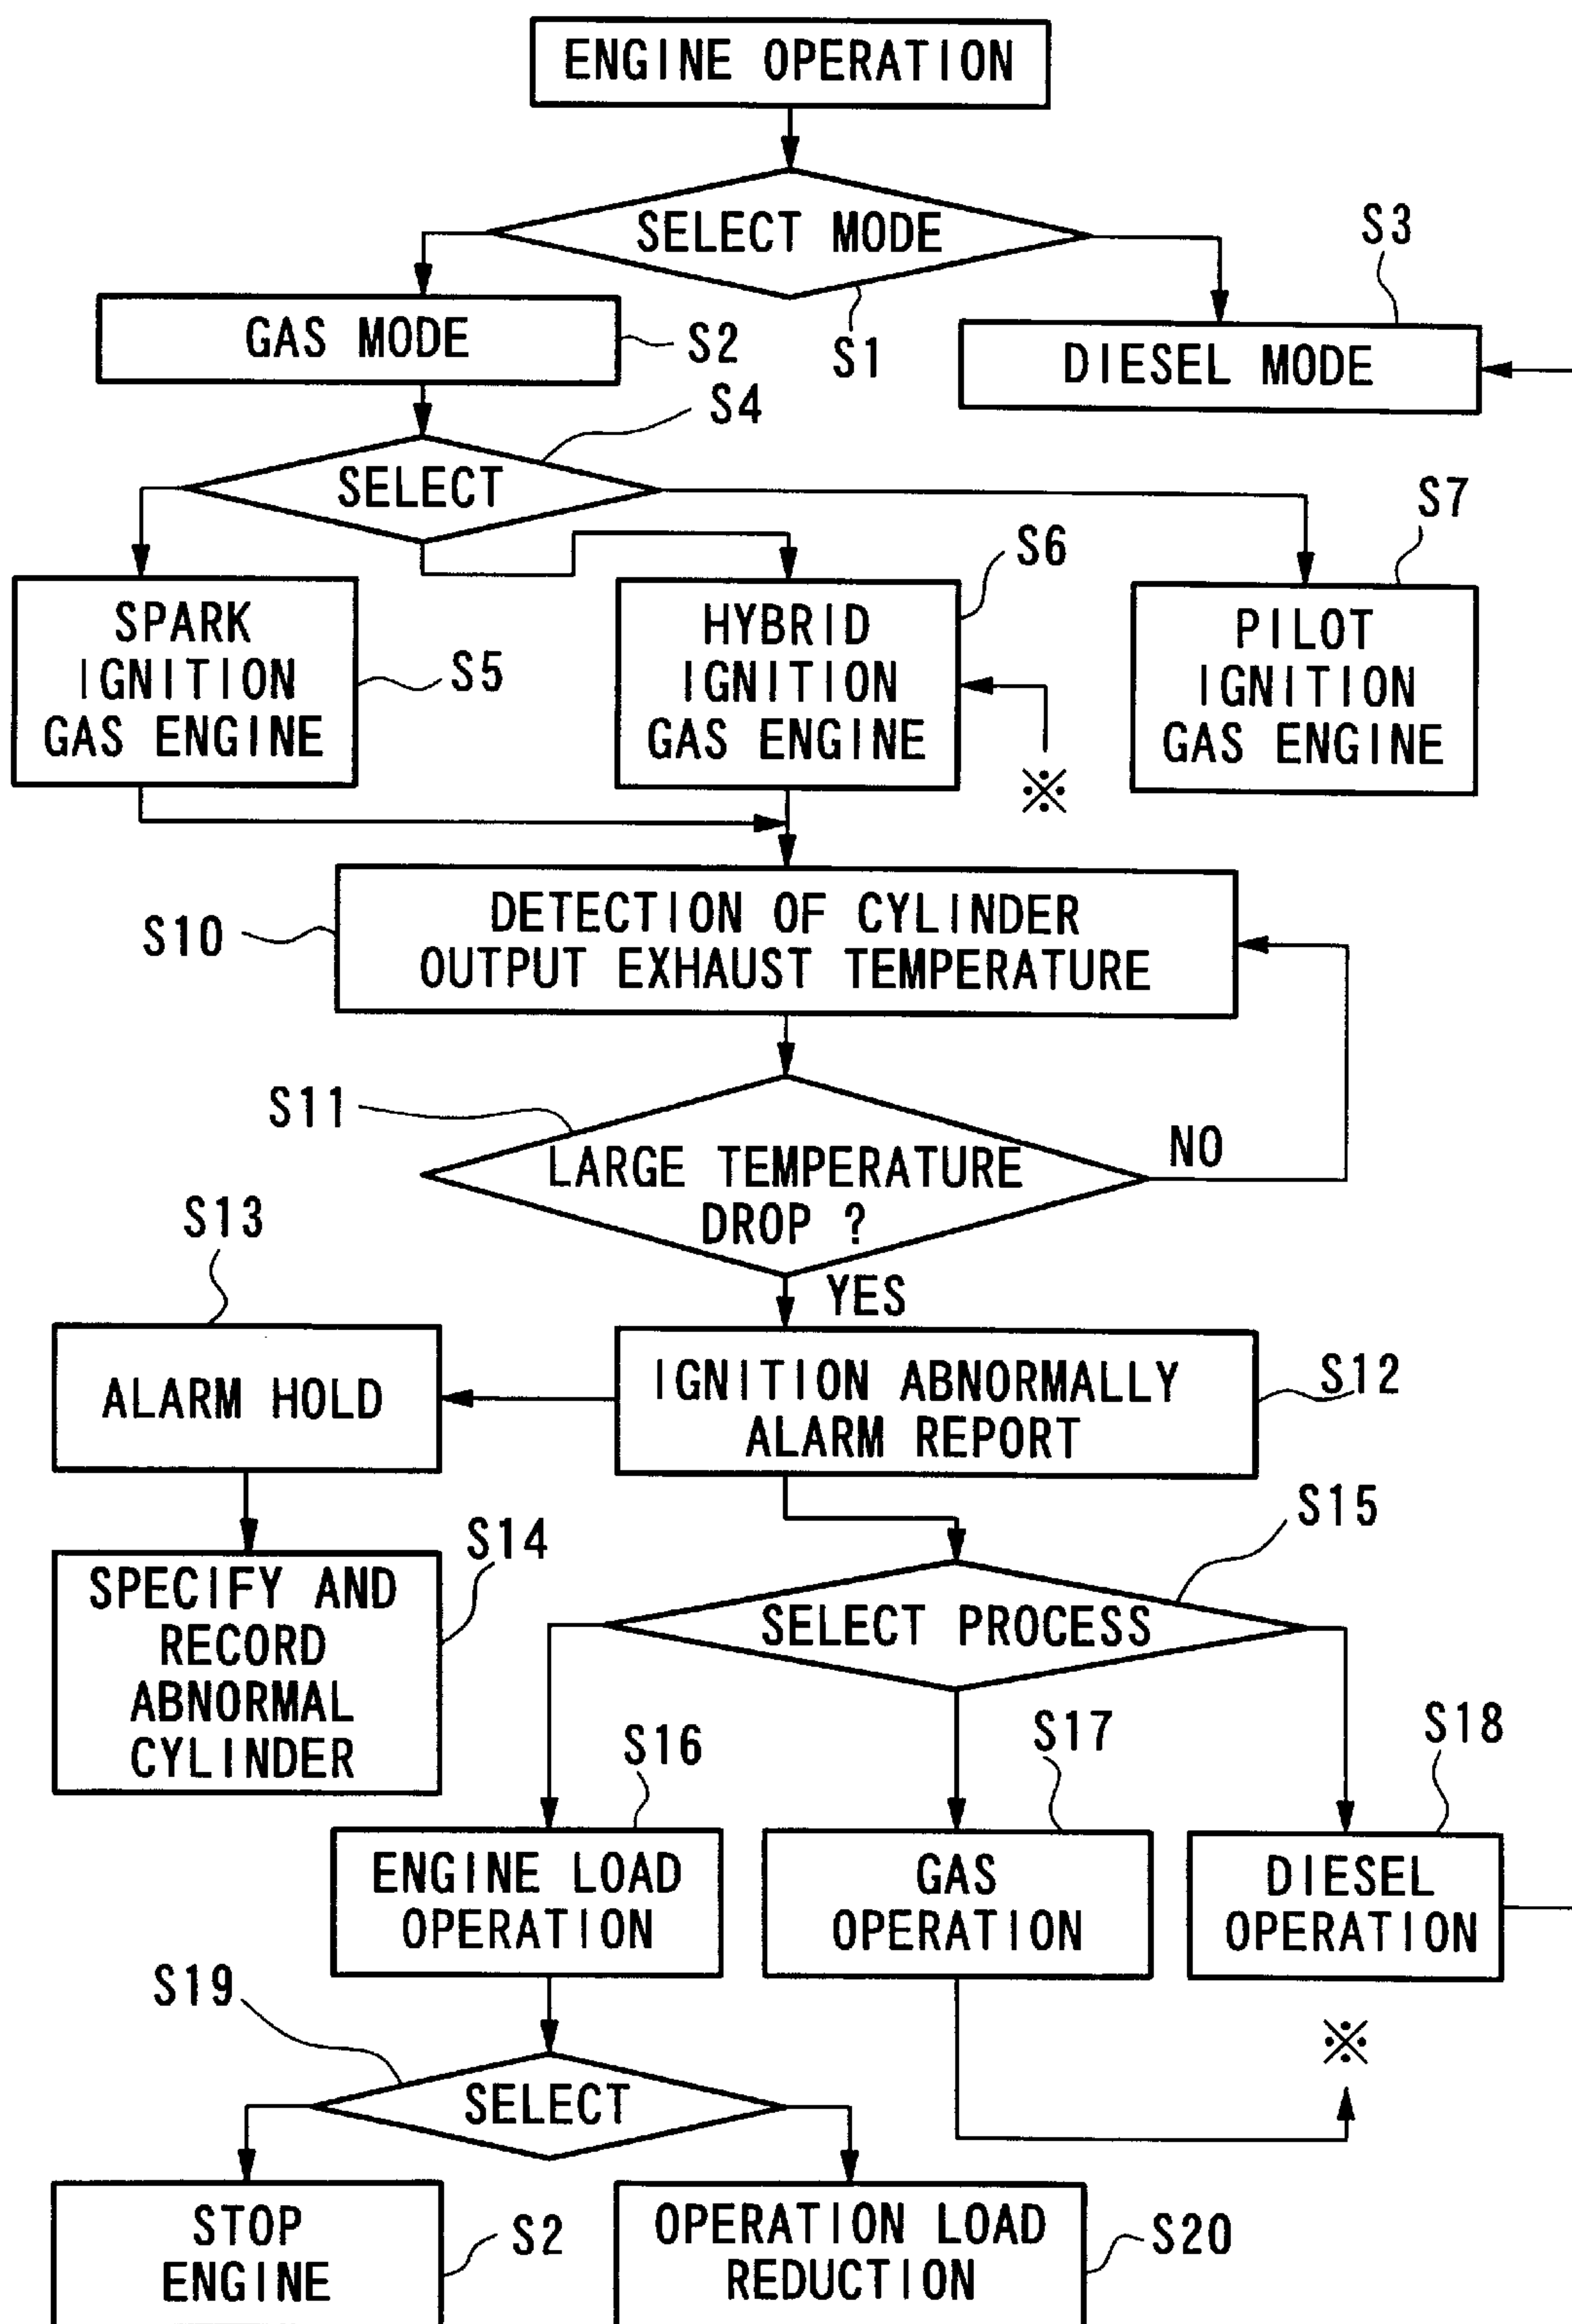 ENGINE OPERATION
SELECT MODE
S1
S3
GAS MODE
S2
DIESEL MODE
S4
SELECT
S7
S6
SPARK
IGNITION
GAS ENGINE
S5
HYBRID
IGNITION
GAS ENGINE
※
PILOT
IGNITION
GAS ENGINE
S10
DETECTION OF CYLINDER
OUTPUT EXHAUST TEMPERATURE
S11
LARGE TEMPERATURE
DROP ?
NO
YES
S13
ALARM HOLD
IGNITION ABNORMALLY
ALARM REPORT
S12
S14
SPECIFY AND
RECORD
ABNORMAL
CYLINDER
S15
SELECT PROCESS
S16
S17
S18
ENGINE LOAD
OPERATION
GAS
OPERATION
DIESEL
OPERATION
※
S19
SELECT
STOP
ENGINE
S2
OPERATION LOAD
REDUCTION
S20